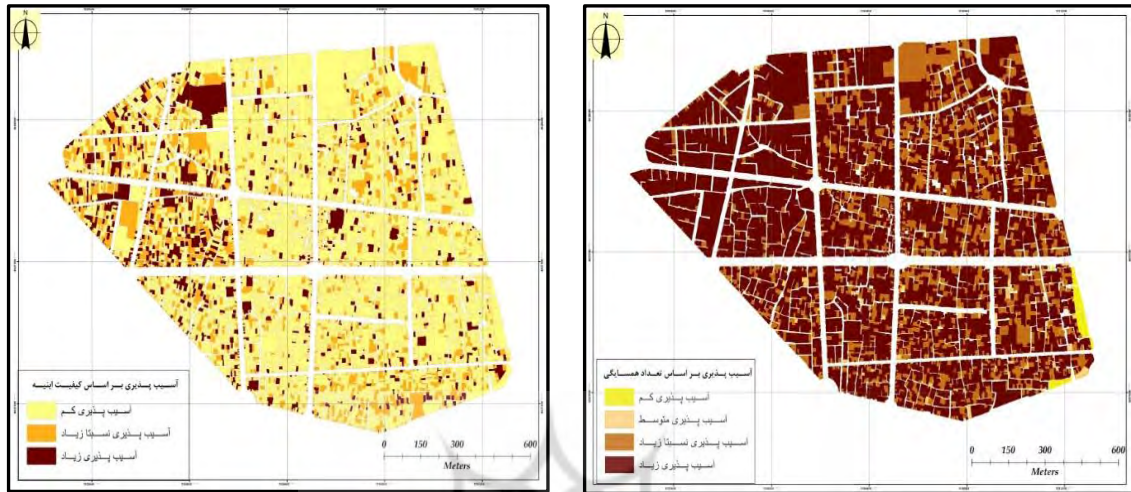 N
آسیب پذیری بر اساس کیفیت ابنیه
آسیب پذیری کم
آسیب پذیری نسبتا زیاد
آسیب پذیری زیاد
0 150 300 600
Meters
N
آسیب پذیری بر اساس تعداد همسایگی
آسیب پذیری کم
آسیب پذیری متوسط
آسیب پذیری نسبتا زیاد
آسیب پذیری زیاد
0 150 300 600
Meters